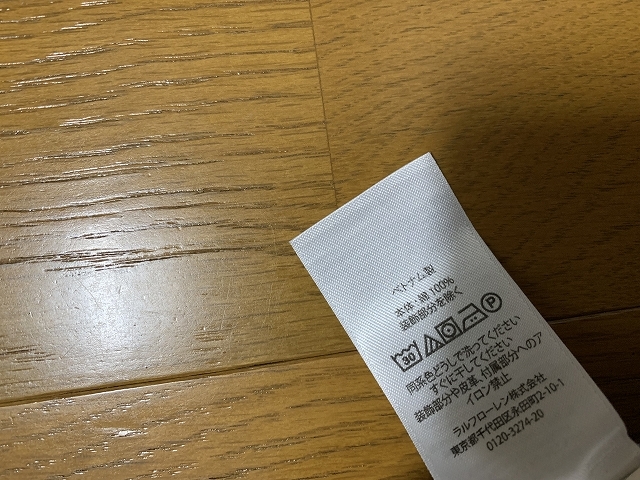 ベトナム製
本体 : 綿 100%
装飾部分を除く
30 P
同系色どうしで洗ってください
すぐに干してください
装飾部分や皮革、付属部分へのア
イロン禁止
ラルフローレン株式会社
東京都千代田区永田町2-10-1
0120-3274-20